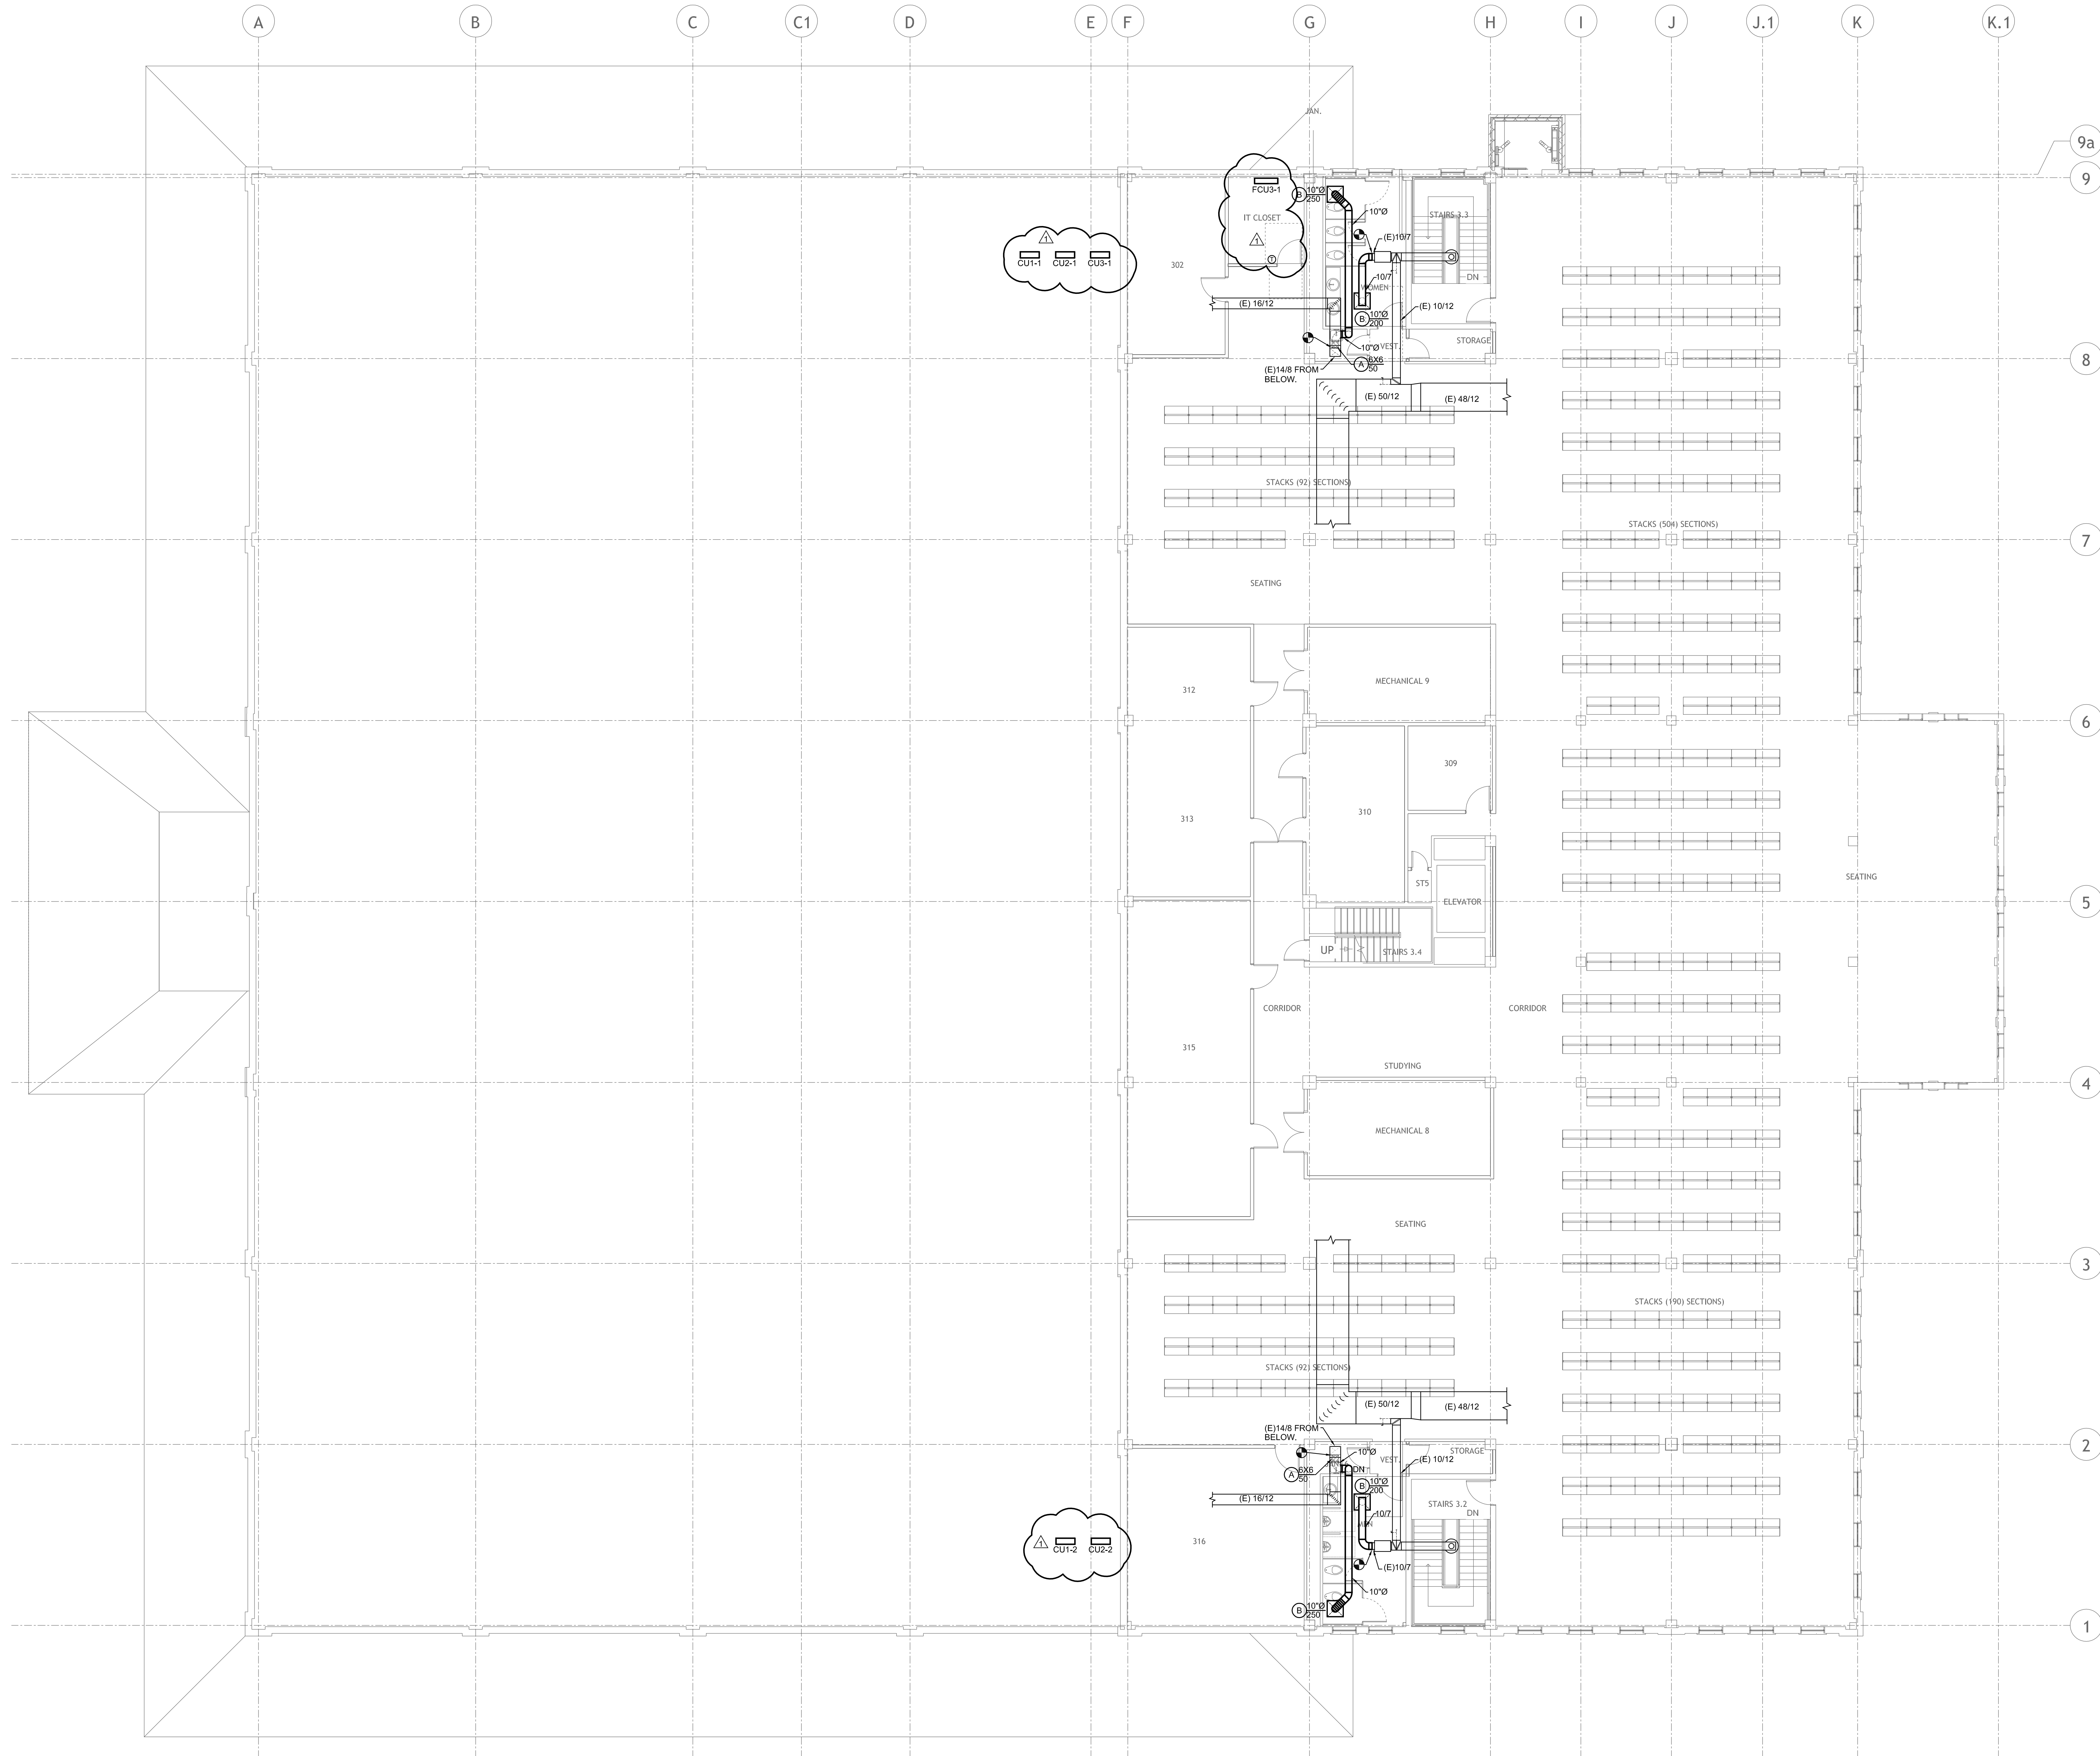 A B C C1 D E F G H I J J.1 K K.1
JAN.
9a
9
FCU3-1
B 10"Ø
250
10"Ø
IT CLOSET
STAIRS 3.3
1
1
(E)10/7
CU1-1 CU2-1 CU3-1
T
302
10/7
DN
WOMEN
(E) 16/12
(E) 10/12
B 10"Ø
200
STORAGE
10"Ø
VEST.
8
A 6X6
50
(E)14/8 FROM
BELOW.
(E) 50/12
(E) 48/12
STACKS (92) SECTIONS)
STACKS (504) SECTIONS)
7
SEATING
MECHANICAL 9
312
6
309
310
313
SEATING
ST5
ELEVATOR
5
UP
STAIRS 3.4
CORRIDOR
CORRIDOR
315
STUDYING
4
MECHANICAL 8
SEATING
3
STACKS (190) SECTIONS)
STACKS (92) SECTIONS)
(E) 50/12
(E) 48/12
(E)14/8 FROM
BELOW.
2
10"Ø
STORAGE
VEST.
(E) 10/12
DN
A 6X6
50
B 10"Ø
200
(E) 16/12
STAIRS 3.2
10/7
DN
MEN
316
1
CU1-2 CU2-2
(E)10/7
10"Ø
B 10"Ø
250
1